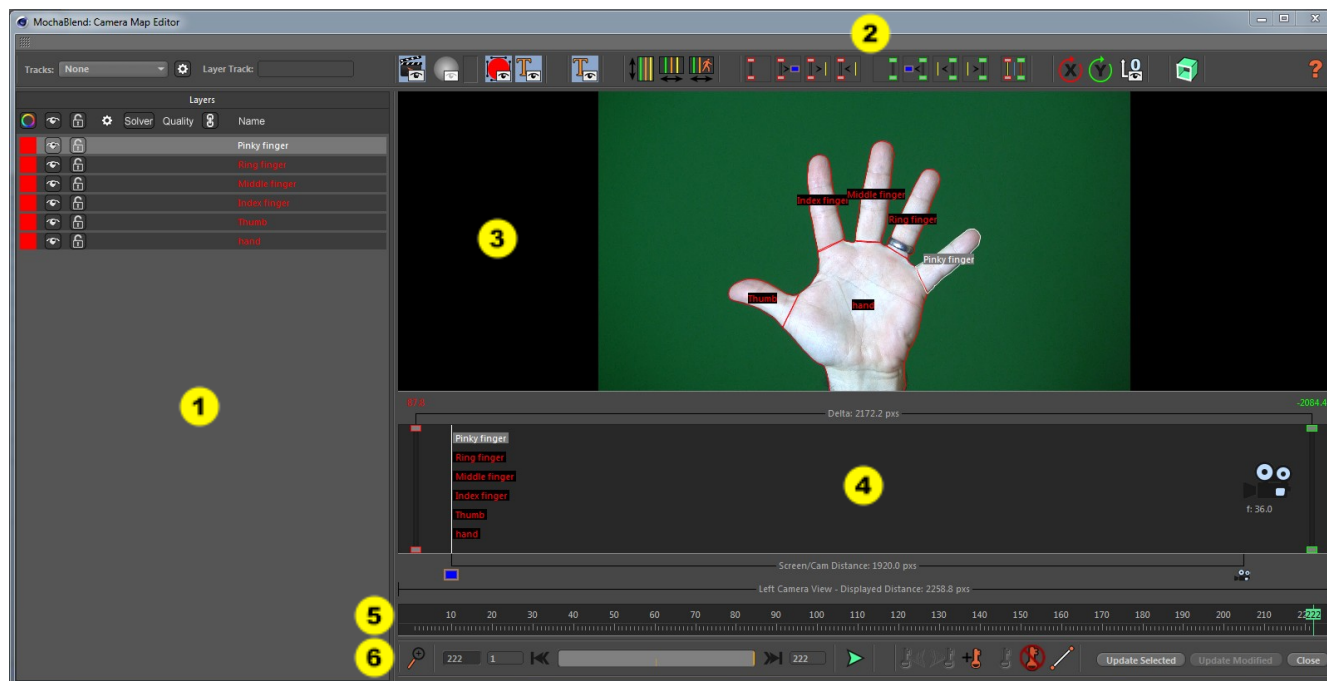 MochaBlend: Camera Map Editor
2
Tracks: None Layer Track:
T T X Y L0 ?
Layers
Solver Quality Name
Pinky finger
Ring finger
Middle finger
Index finger
Thumb
hand
1
3
Index finger Middle finger
Ring finger
Pinky finger
Thumb hand
-2084.4
Delta: 2172.2 pxs
Pinky finger
Ring finger
Middle finger
Index finger
Thumb
hand
4
f: 36.0
Screen/Cam Distance: 1920.0 pxs
Left Camera View - Displayed Distance: 2258.8 pxs
5
10 20 30 40 50 60 70 80 90 100 110 120 130 140 150 160 170 180 190 200 210 222
6
222 1 222 Update Selected Update Modified Close